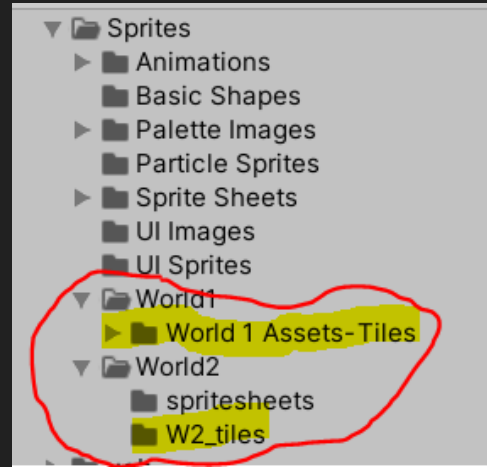 Sprites
Animations
Basic Shapes
Palette Images
Particle Sprites
Sprite Sheets
UI Images
UI Sprites
World1
World 1 Assets-Tiles
World2
spritesheets
W2_tiles